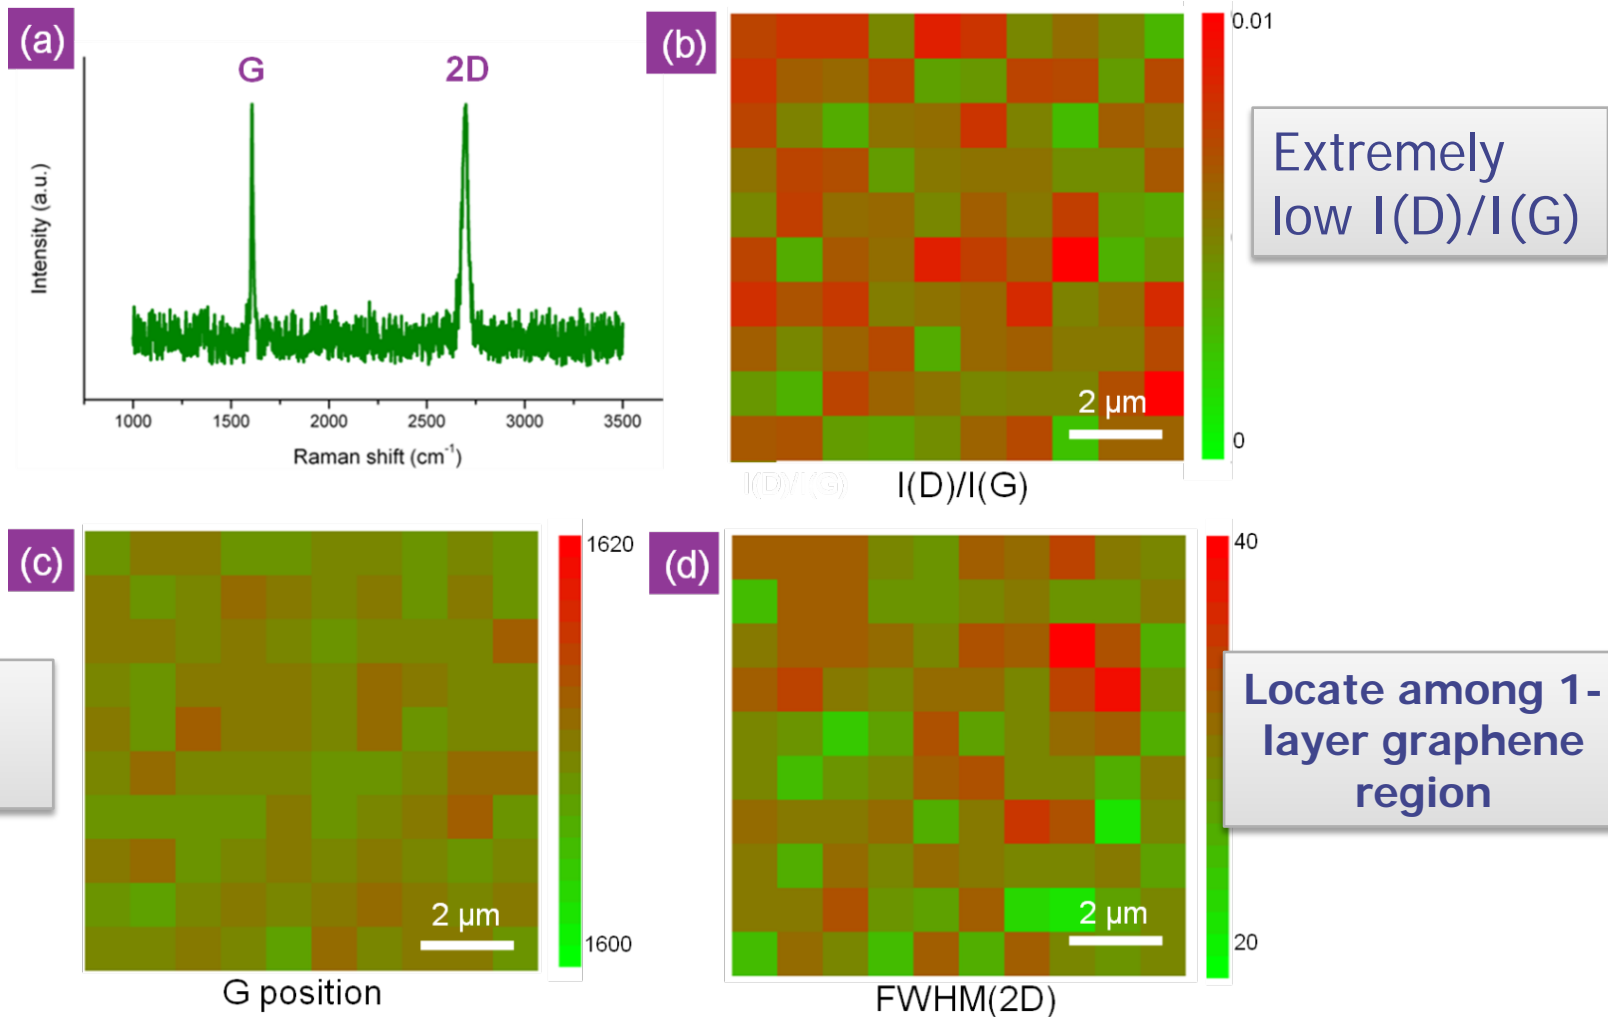 (a)
G
2D
Intensity (a.u.)
1000 1500 2000 2500 3000 3500
Raman shift (cm⁻¹)
(b)
0.01
0
2 µm
I(D)/I(G) I(D)/I(G)
Extremely
low I(D)/I(G)
(c)
1620
1600
2 µm
G position
(d)
40
20
2 µm
FWHM(2D)
Locate among 1-
layer graphene
region